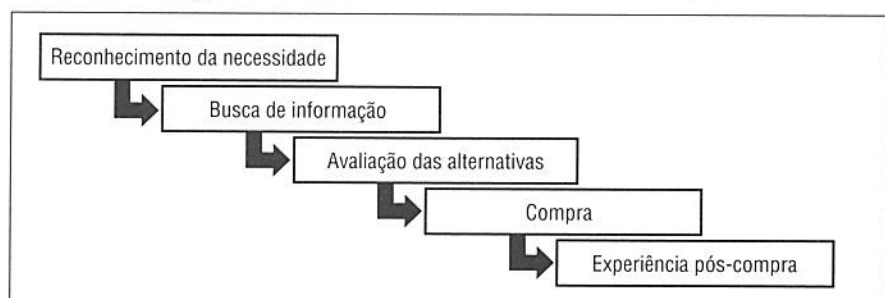 Reconhecimento da necessidade
Busca de informação
Avaliação das alternativas
Compra
Experiência pós-compra